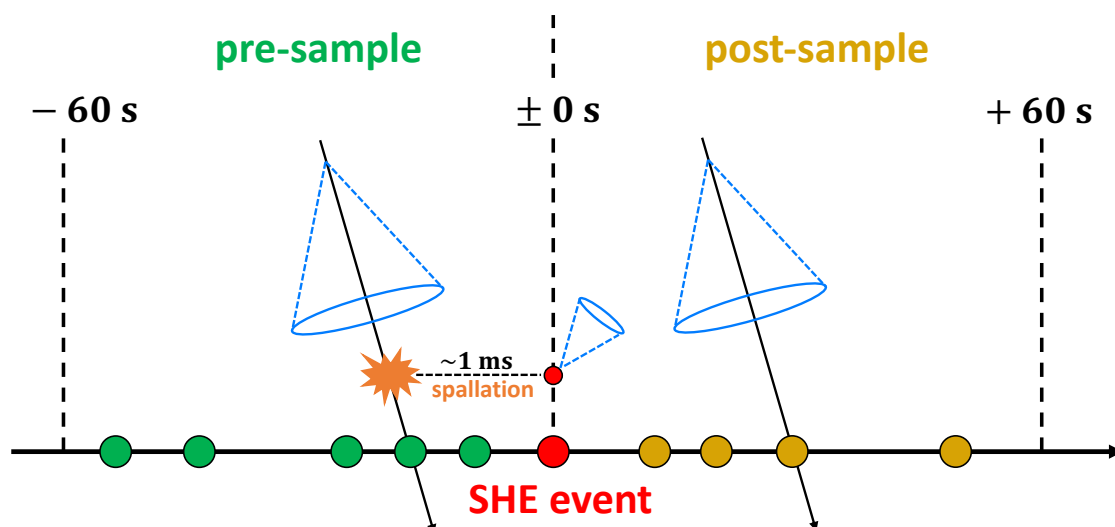 pre-sample
post-sample
− 60 s
± 0 s
+ 60 s
~1 ms
spallation
SHE event